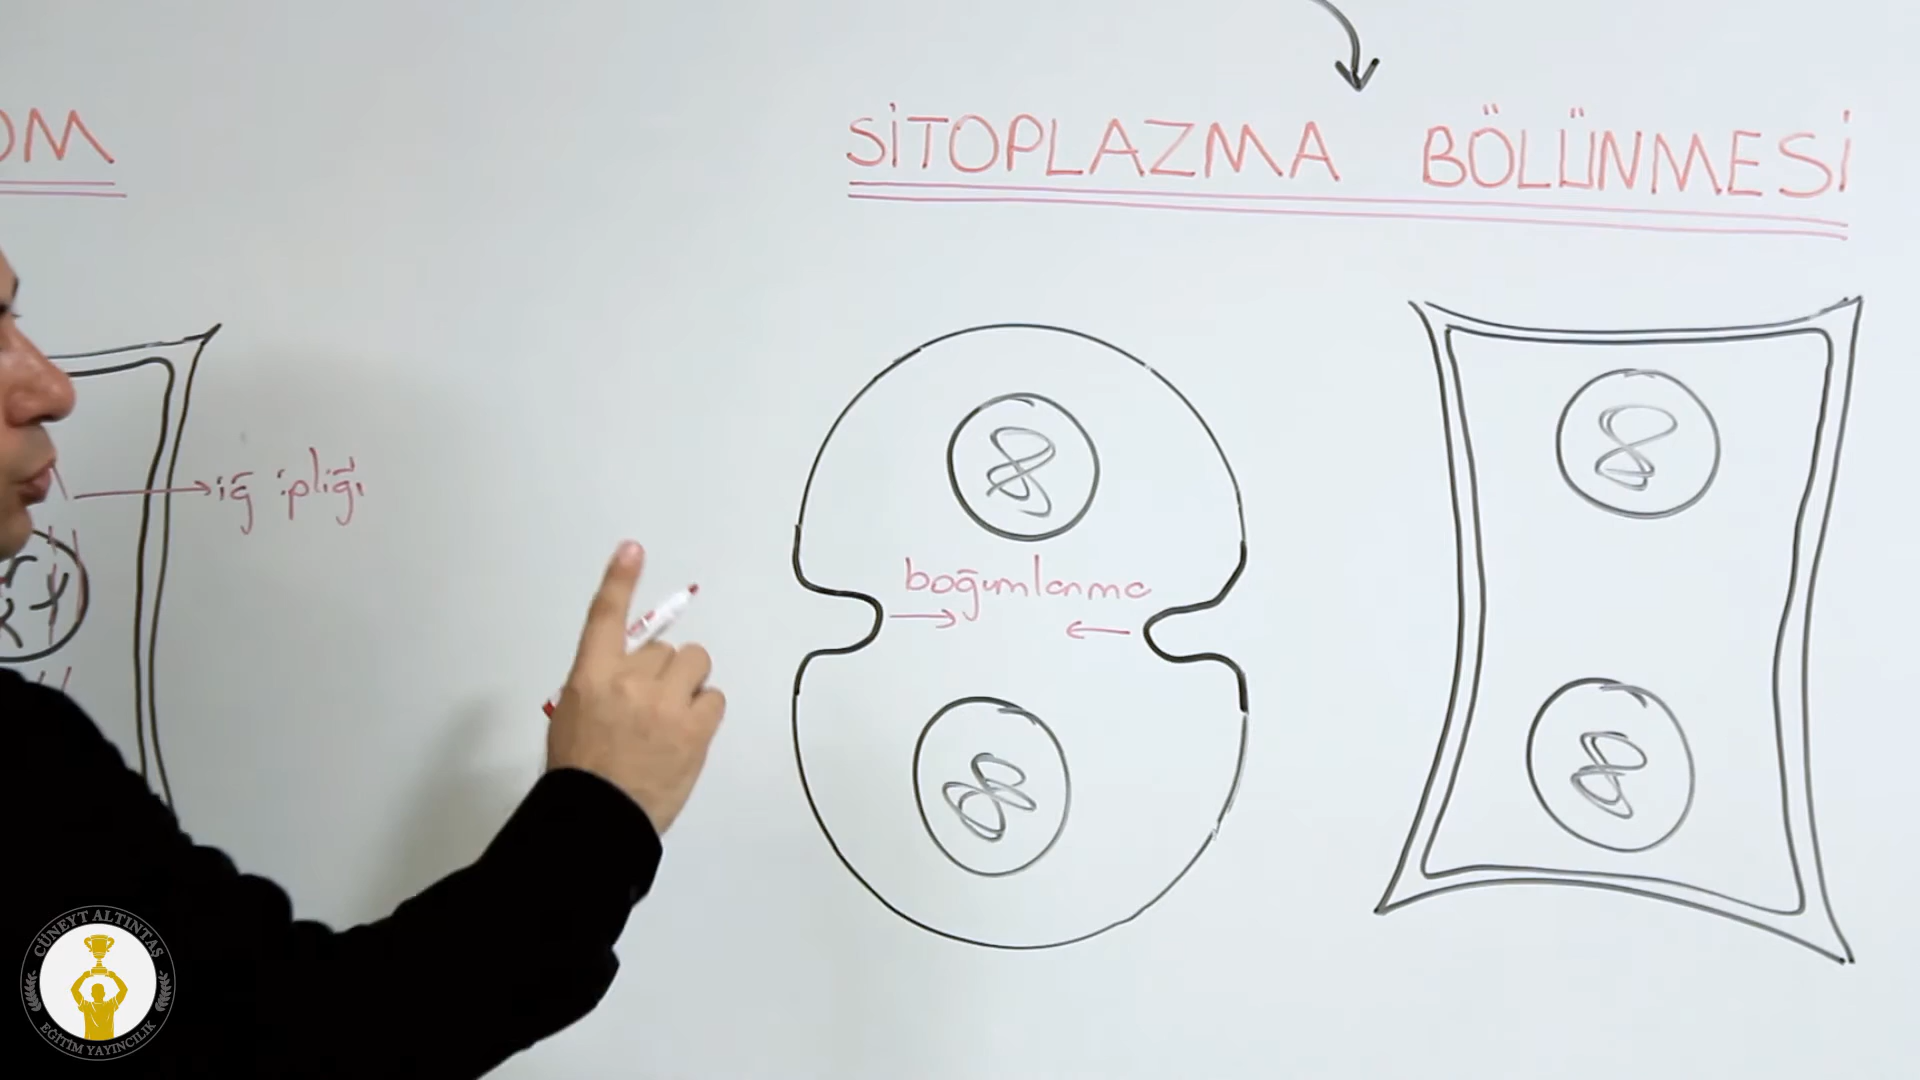 SİTOPLAZMA BÖLÜNMESİ
OM
iğ ipliği
boğumlanma
CÜNEYT ALTINTAŞ
EĞİTİM YAYINCILIK